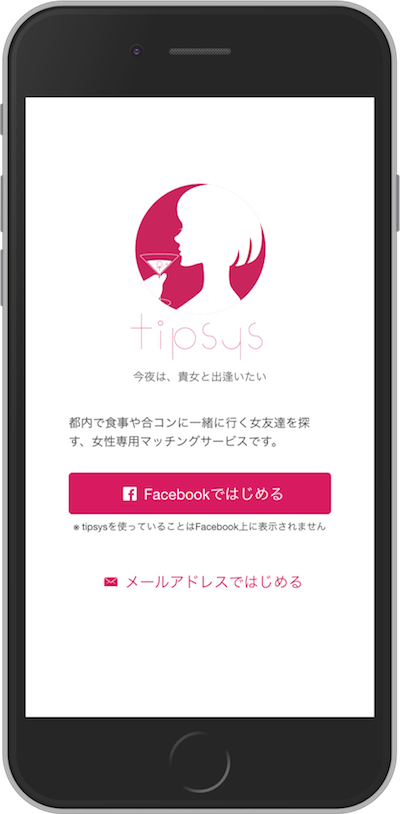 tipsys
今夜は、貴女と出逢いたい
都内で食事や合コンに一緒に行く女友達を探
す、女性専用マッチングサービスです。
Facebookではじめる
※ tipsysを使っていることはFacebook上に表示されません
メールアドレスではじめる